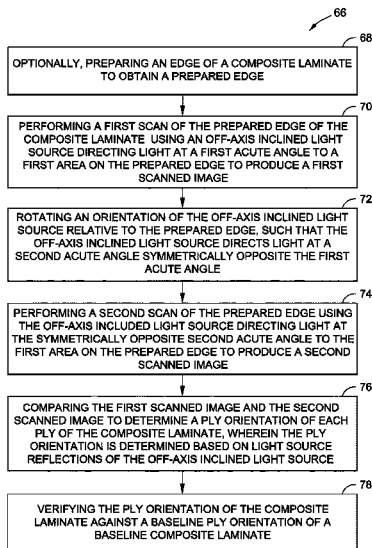 66
68
OPTIONALLY, PREPARING AN EDGE OF A COMPOSITE LAMINATE
TO OBTAIN A PREPARED EDGE
70
PERFORMING A FIRST SCAN OF THE PREPARED EDGE OF THE
COMPOSITE LAMINATE USING AN OFF-AXIS INCLINED LIGHT
SOURCE DIRECTING LIGHT AT A FIRST ACUTE ANGLE TO A
FIRST AREA ON THE PREPARED EDGE TO PRODUCE A FIRST
SCANNED IMAGE
72
ROTATING AN ORIENTATION OF THE OFF-AXIS INCLINED LIGHT
SOURCE RELATIVE TO THE PREPARED EDGE, SUCH THAT THE
OFF-AXIS INCLINED LIGHT SOURCE DIRECTS LIGHT AT A
SECOND ACUTE ANGLE SYMMETRICALLY OPPOSITE THE FIRST
ACUTE ANGLE
74
PERFORMING A SECOND SCAN OF THE PREPARED EDGE USING
THE OFF-AXIS INCLUDED LIGHT SOURCE DIRECTING LIGHT AT
THE SYMMETRICALLY OPPOSITE SECOND ACUTE ANGLE TO THE
FIRST AREA ON THE PREPARED EDGE TO PRODUCE A SECOND
SCANNED IMAGE
76
COMPARING THE FIRST SCANNED IMAGE AND THE SECOND
SCANNED IMAGE TO DETERMINE A PLY ORIENTATION OF EACH
PLY OF THE COMPOSITE LAMINATE, WHEREIN THE PLY
ORIENTATION IS DETERMINED BASED ON LIGHT SOURCE
REFLECTIONS OF THE OFF-AXIS INCLINED LIGHT SOURCE
78
VERIFYING THE PLY ORIENTATION OF THE COMPOSITE
LAMINATE AGAINST A BASELINE PLY ORIENTATION OF A
BASELINE COMPOSITE LAMINATE